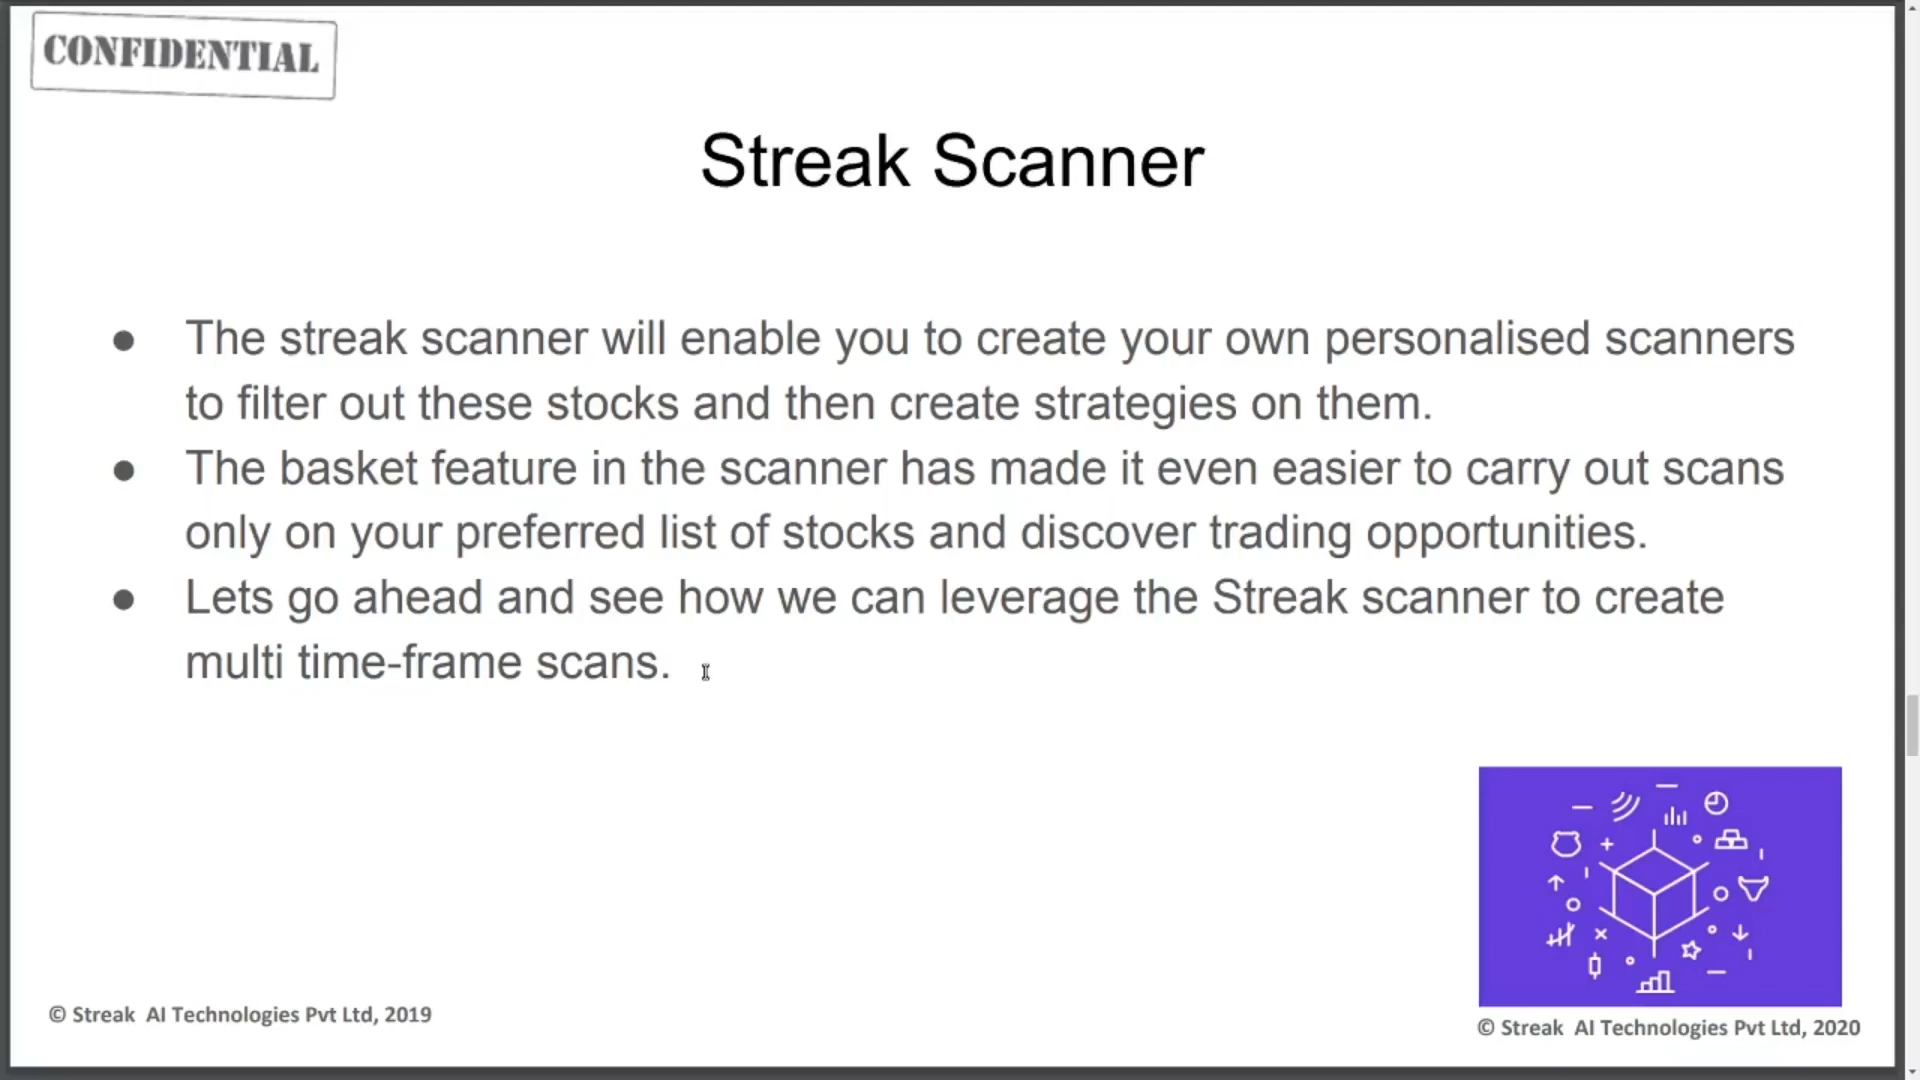 CONFIDENTIAL
Streak Scanner
● The streak scanner will enable you to create your own personalised scanners
to filter out these stocks and then create strategies on them.
● The basket feature in the scanner has made it even easier to carry out scans
only on your preferred list of stocks and discover trading opportunities.
● Lets go ahead and see how we can leverage the Streak scanner to create
multi time-frame scans.
© Streak AI Technologies Pvt Ltd, 2019
© Streak AI Technologies Pvt Ltd, 2020